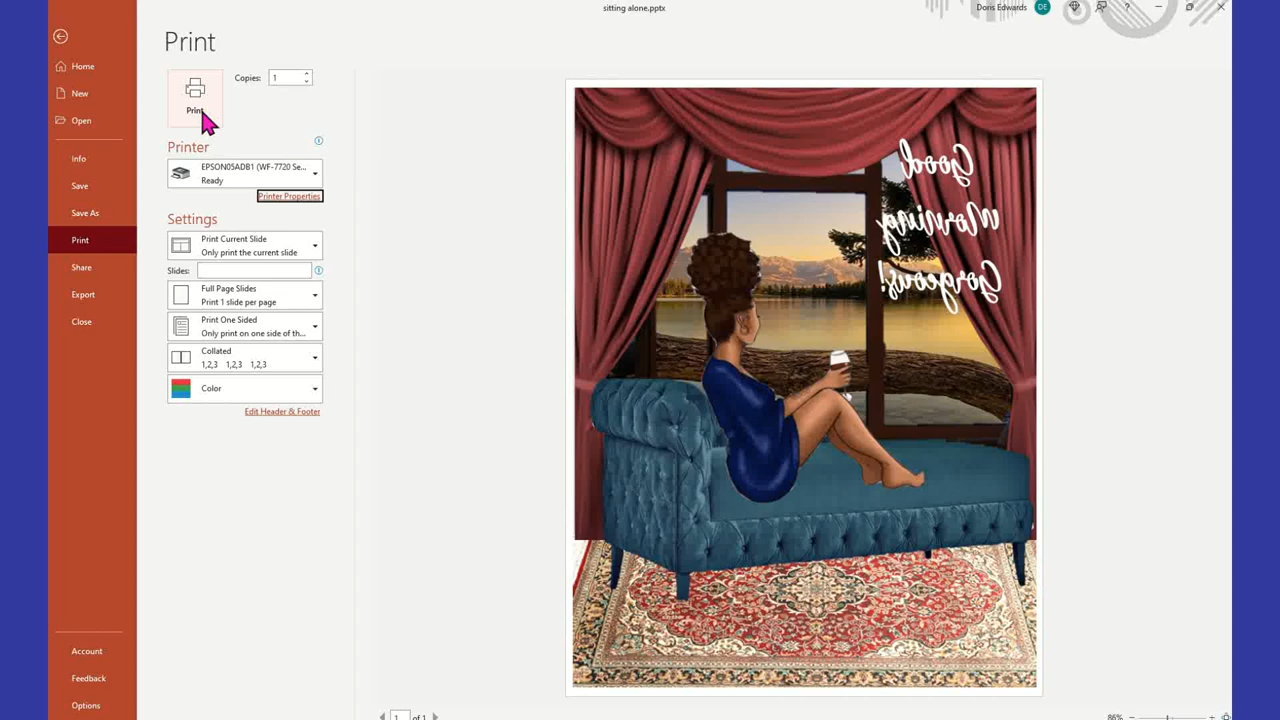 sitting alone.pptx
Doris Edwards
DE
?
Print
Home
New
Open
Info
Save
Save As
Print
Share
Export
Close
Account
Feedback
Options
Print
Copies: 1
Printer
EPSON05ADB1 (WF-7720 Se...
Ready
Printer Properties
Settings
Print Current Slide
Only print the current slide
Slides:
Full Page Slides
Print 1 slide per page
Print One Sided
Only print on one side of th...
Collated
1,2,3 1,2,3 1,2,3
Color
Edit Header & Footer
Good
Morning
Gorgeous!
1 of 1
86%